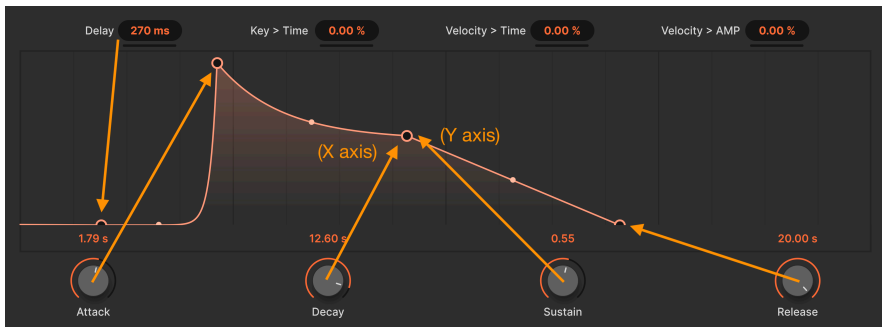 Delay 270 ms Key > Time 0.00 % Velocity > Time 0.00 % Velocity > AMP 0.00 %
(X axis) (Y axis)
1.79 s 12.60 s 0.55 20.00 s
Attack Decay Sustain Release